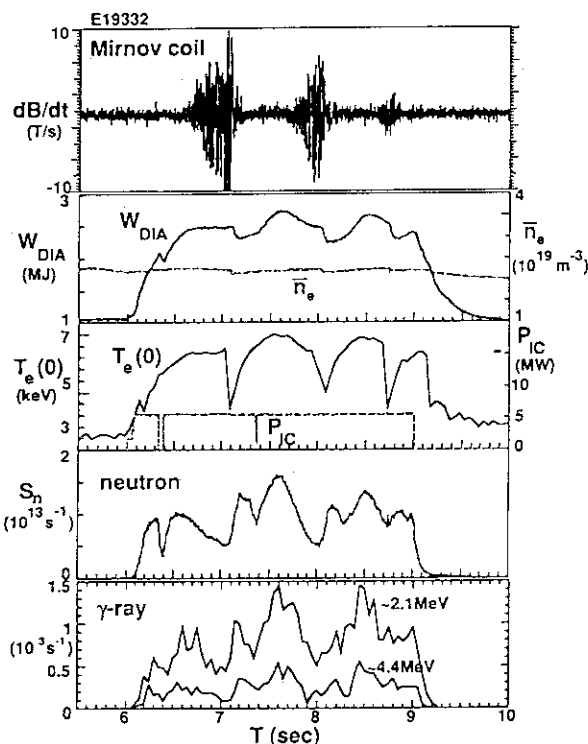 E19332
10
Mirnov coil
dB/dt
(T/s)
-10
3
4
W_DIA
W_DIA
(MJ)
n̄_e
n̄_e
(10^19 m^-3)
1
1
7
T_e(0)
P_IC
(MW)
T_e(0)
(keV)
5
3
15
10
5
0
P_IC
2
neutron
S_n
(10^13 s^-1)
0
1.5
γ-ray
~2.1MeV
1
(10^3 s^-1)
0.5
~4.4MeV
0
5 6 7 8 9 10
T (sec)